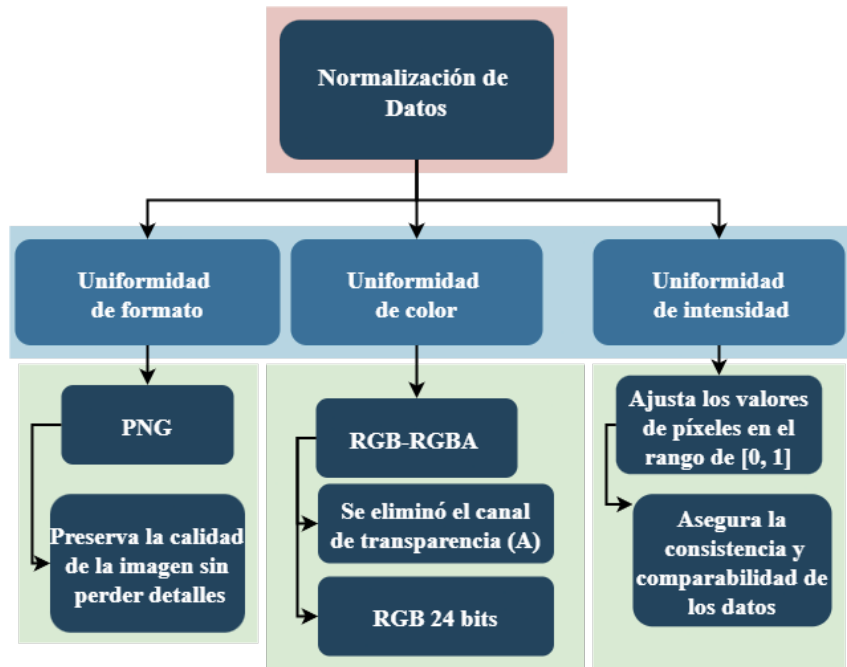 Normalización de
Datos
Uniformidad
de formato
Uniformidad
de color
Uniformidad
de intensidad
PNG
Preserva la calidad
de la imagen sin
perder detalles
RGB-RGBA
Se eliminó el canal
de transparencia (A)
RGB 24 bits
Ajusta los valores
de píxeles en el
rango de [0, 1]
Asegura la
consistencia y
comparabilidad de
los datos